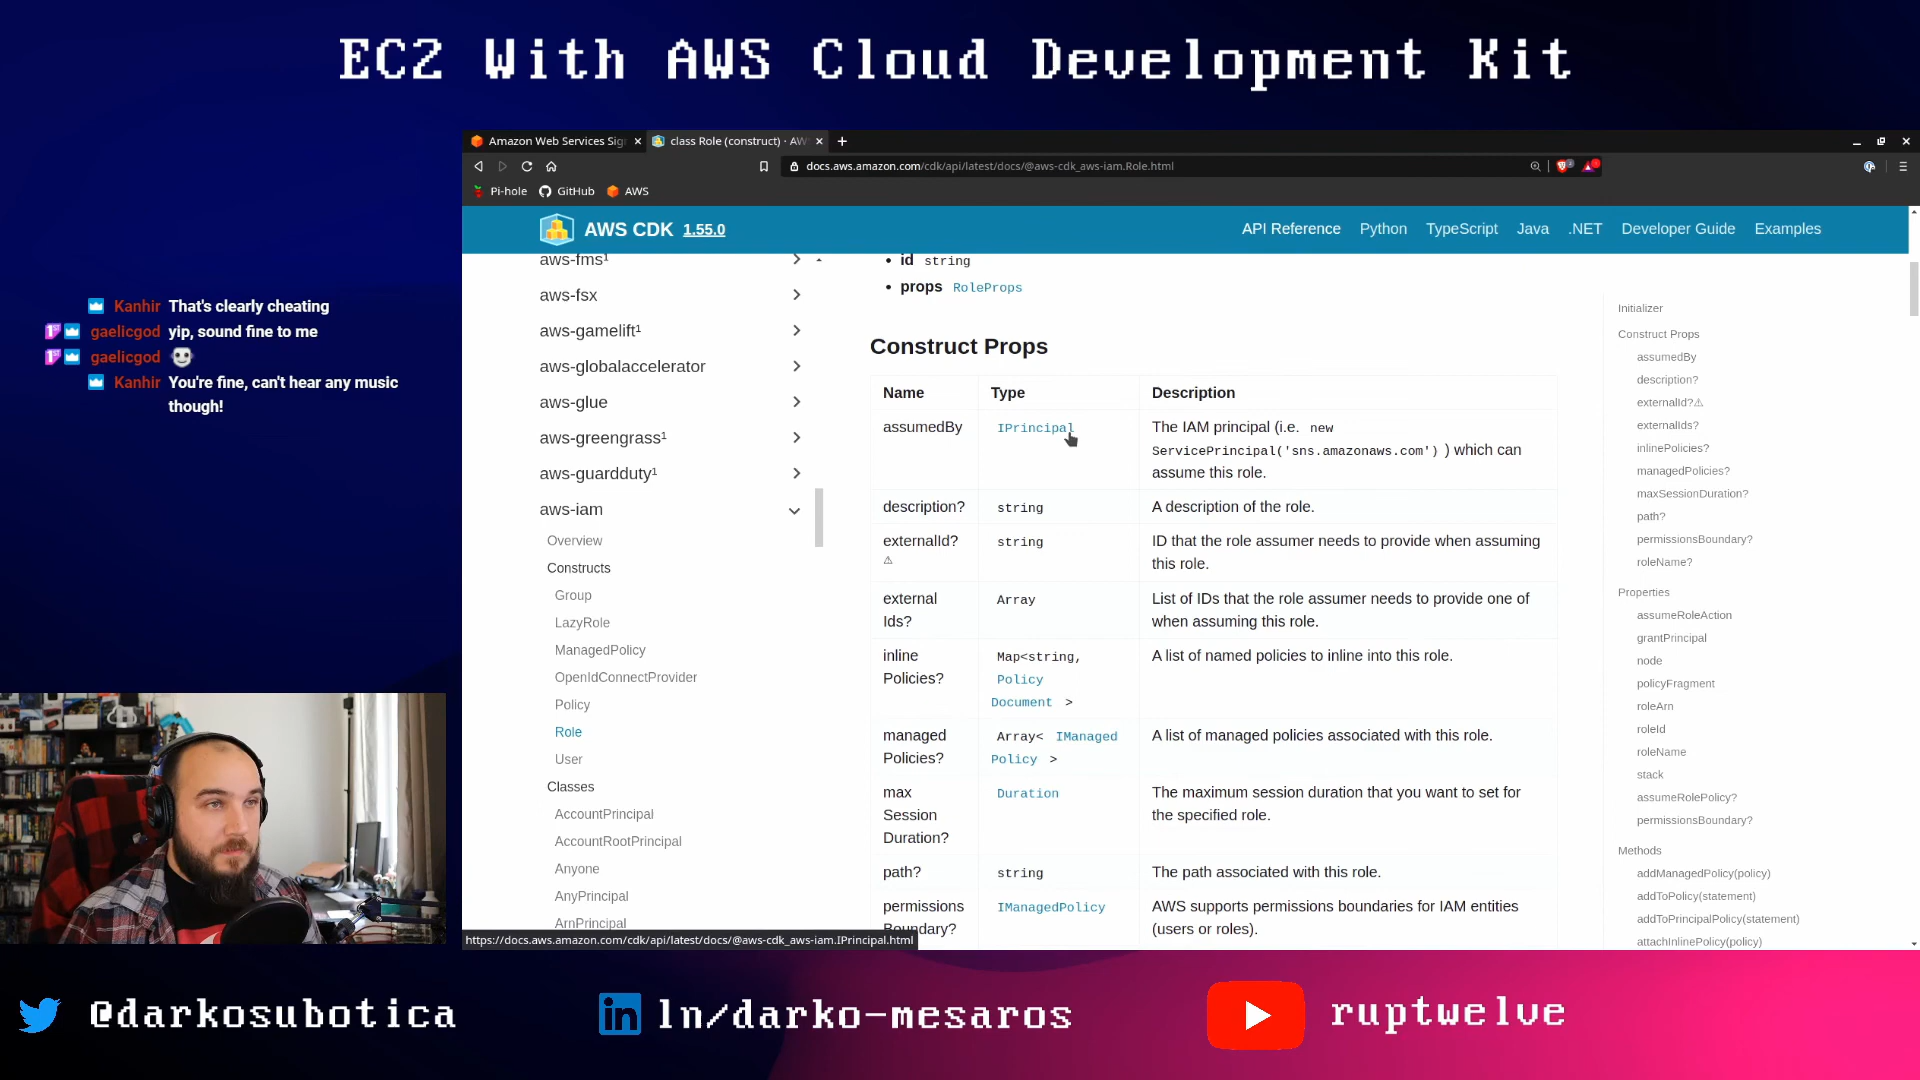 EC2 With AWS Cloud Development Kit
Kanhir That's clearly cheating
gaelicgod yip, sound fine to me
gaelicgod
Kanhir You're fine, can't hear any music
though!
Amazon Web Services Sig
class Role (construct) · AW
docs.aws.amazon.com/cdk/api/latest/docs/@aws-cdk_aws-iam.Role.html
Pi-hole GitHub AWS
AWS CDK 1.55.0
API Reference Python TypeScript Java .NET Developer Guide Examples
aws-fms¹
aws-fsx
aws-gamelift¹
aws-globalaccelerator
aws-glue
aws-greengrass¹
aws-guardduty¹
aws-iam
Overview
Constructs
Group
LazyRole
ManagedPolicy
OpenIdConnectProvider
Policy
Role
User
Classes
AccountPrincipal
AccountRootPrincipal
Anyone
AnyPrincipal
ArnPrincipal
• id string
• props RoleProps
Construct Props
Name Type Description
assumedBy IPrincipal The IAM principal (i.e. new
ServicePrincipal('sns.amazonaws.com') ) which can
assume this role.
description? string A description of the role.
externalId? string ID that the role assumer needs to provide when assuming
⚠ this role.
external Array List of IDs that the role assumer needs to provide one of
Ids? when assuming this role.
inline Map<string, A list of named policies to inline into this role.
Policies? Policy
Document >
managed Array< IManaged A list of managed policies associated with this role.
Policies? Policy >
max Duration The maximum session duration that you want to set for
Session the specified role.
Duration?
path? string The path associated with this role.
permissions IManagedPolicy AWS supports permissions boundaries for IAM entities
Boundary? (users or roles).
Initializer
Construct Props
assumedBy
description?
externalId?⚠
externalIds?
inlinePolicies?
managedPolicies?
maxSessionDuration?
path?
permissionsBoundary?
roleName?
Properties
assumeRoleAction
grantPrincipal
node
policyFragment
roleArn
roleId
roleName
stack
assumeRolePolicy?
permissionsBoundary?
Methods
addManagedPolicy(policy)
addToPolicy(statement)
addToPrincipalPolicy(statement)
attachInlinePolicy(policy)
https://docs.aws.amazon.com/cdk/api/latest/docs/@aws-cdk_aws-iam.IPrincipal.html
@darkosubotica
in ln/darko-mesaros
ruptwelve